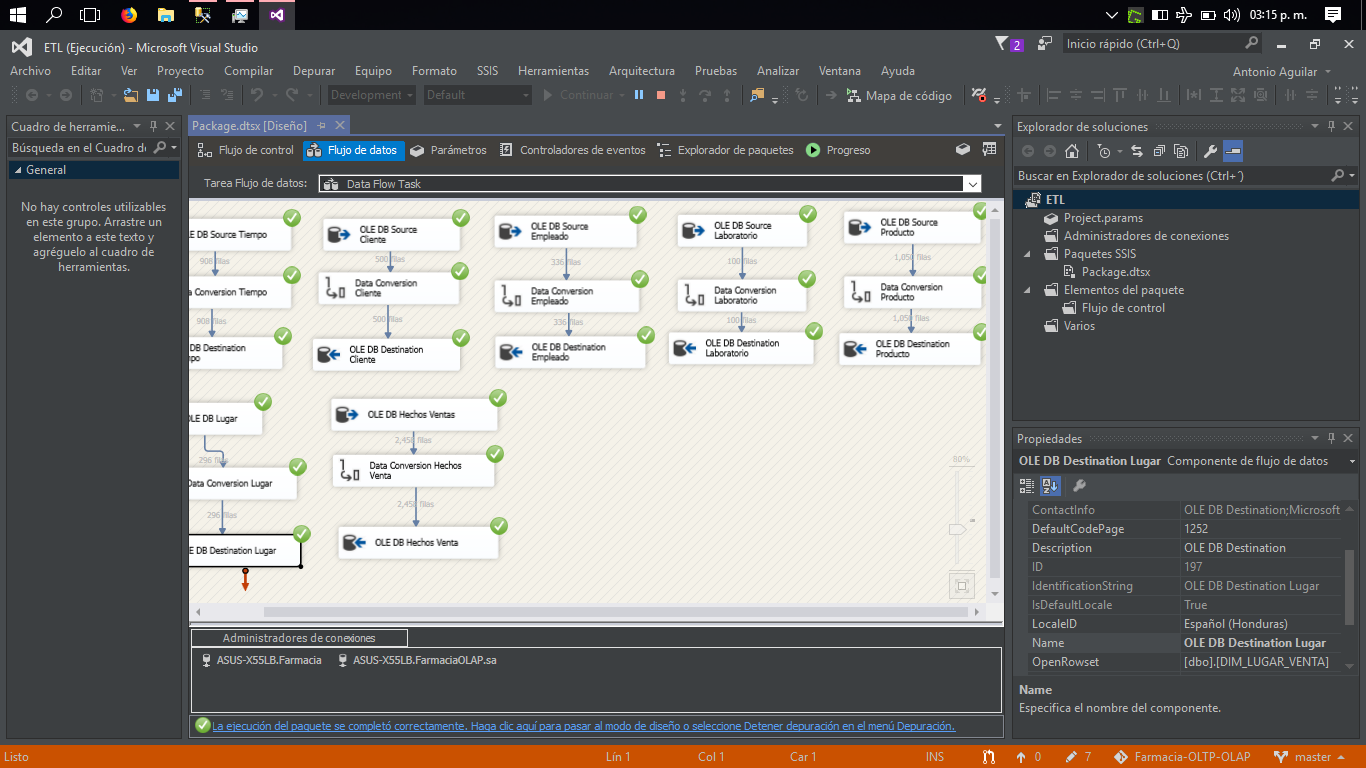 03:15 p. m.
ETL (Ejecución) - Microsoft Visual Studio
2
Inicio rápido (Ctrl+Q)
Archivo Editar Ver Proyecto Compilar Depurar Equipo Formato SSIS Herramientas Arquitectura Pruebas Analizar Ventana Ayuda
Antonio Aguilar
Development Default Continuar Mapa de código
Cuadro de herramie...
Búsqueda en el Cuadro de
General
No hay controles utilizables
en este grupo. Arrastre un
elemento a este texto y
agréguelo al cuadro de
herramientas.
Package.dtsx [Diseño]
Flujo de control Flujo de datos Parámetros Controladores de eventos Explorador de paquetes Progreso
Tarea Flujo de datos: Data Flow Task
E DB Source Tiempo
908 filas
ata Conversion Tiempo
908 filas
DB Destination
po
OLE DB Source
Cliente
500 filas
Data Conversion
Cliente
500 filas
OLE DB Destination
Cliente
OLE DB Source
Empleado
336 filas
Data Conversion
Empleado
336 filas
OLE DB Destination
Empleado
OLE DB Source
Laboratorio
100 filas
Data Conversion
Laboratorio
100 filas
OLE DB Destination
Laboratorio
OLE DB Source
Producto
1,050 filas
Data Conversion
Producto
1,050 filas
OLE DB Destination
Producto
LE DB Lugar
296 filas
Data Conversion Lugar
296 filas
E DB Destination Lugar
OLE DB Hechos Ventas
2,458 filas
Data Conversion Hechos
Venta
2,458 filas
OLE DB Hechos Venta
80%
Administradores de conexiones
ASUS-X55LB.Farmacia ASUS-X55LB.FarmaciaOLAP.sa
La ejecución del paquete se completó correctamente. Haga clic aquí para pasar al modo de diseño o seleccione Detener depuración en el menú Depuración.
Explorador de soluciones
Buscar en Explorador de soluciones (Ctrl+´)
ETL
Project.params
Administradores de conexiones
Paquetes SSIS
Package.dtsx
Elementos del paquete
Flujo de control
Varios
Propiedades
OLE DB Destination Lugar Componente de flujo de datos
ContactInfo OLE DB Destination;Microsoft
DefaultCodePage 1252
Description OLE DB Destination
ID 197
IdentificationString OLE DB Destination Lugar
IsDefaultLocale True
LocaleID Español (Honduras)
Name OLE DB Destination Lugar
OpenRowset [dbo].[DIM_LUGAR_VENTA]
Name
Especifica el nombre del componente.
Listo Lín 1 Col 1 Car 1 INS 0 7 Farmacia-OLTP-OLAP master